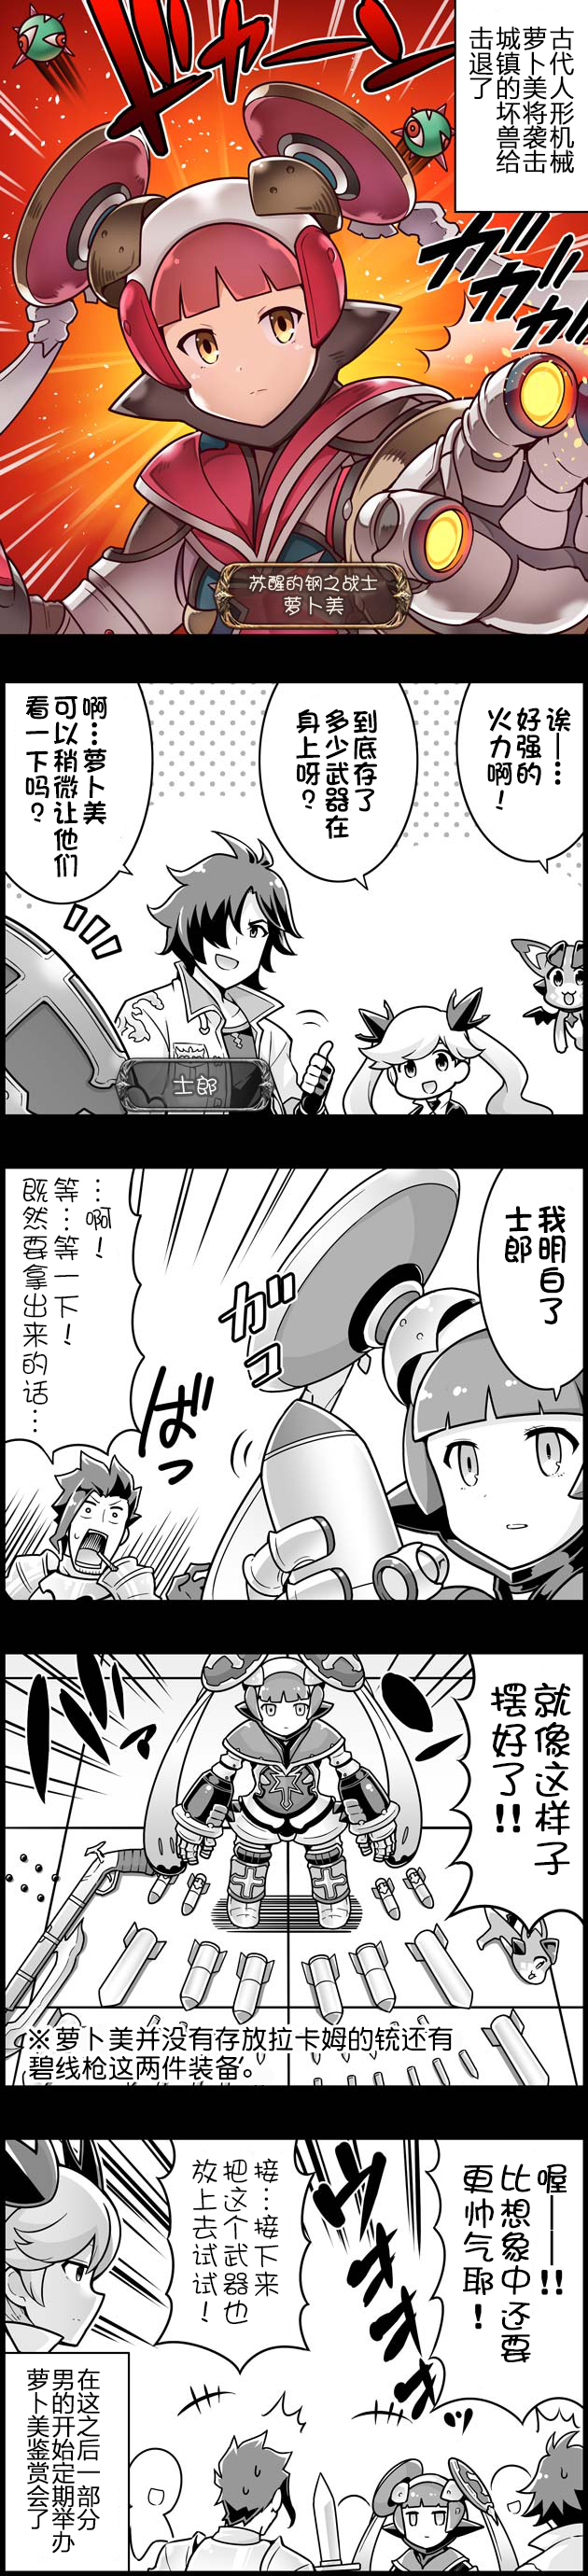 古代人形机械
萝卜美将袭击
城镇的坏兽给
击退了
ドギャーン
ガガガガ
苏醒的钢之战士
萝卜美
诶—…
好强的
火力啊！
到底存了
多少武器在
身上呀？
啊…萝卜美
可以稍微让他们
看一下吗？
士郎
我明白了
士郎
ガコ
ばっ
…啊！
等…等一下！
既然要拿出来的话…
就像这样子
摆好了!!
※萝卜美并没有存放拉卡姆的铳还有
碧线枪这两件装备。
喔——!!
比想象中还要
更帅气耶！
接…接下来
把这个武器也
放上去试试！
在这之后一部分
男的开始定期举办
萝卜美鉴赏会了